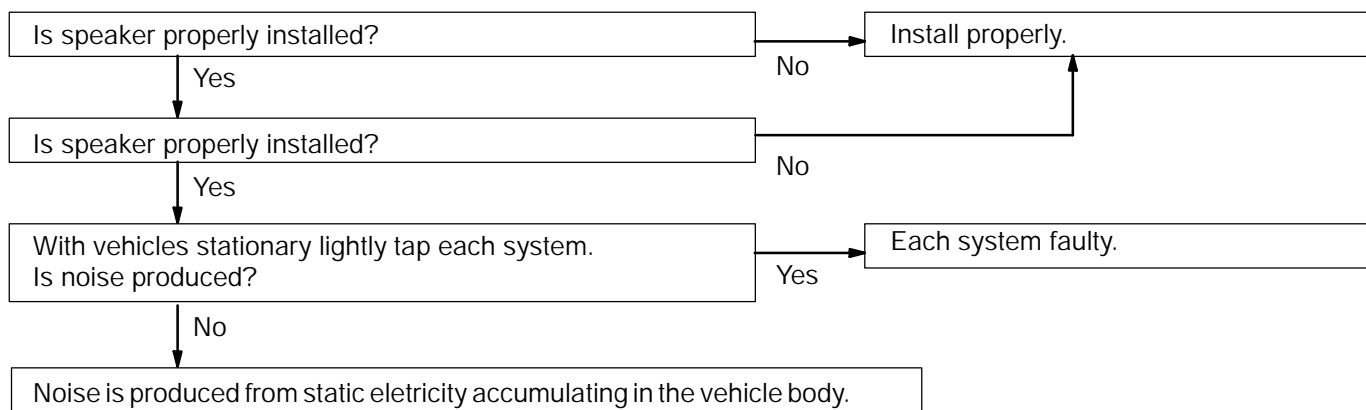 Is speaker properly installed?
Install properly.
No
Yes
Is speaker properly installed?
No
Yes
With vehicles stationary lightly tap each system.
Is noise produced?
Each system faulty.
Yes
No
Noise is produced from static eletricity accumulating in the vehicle body.